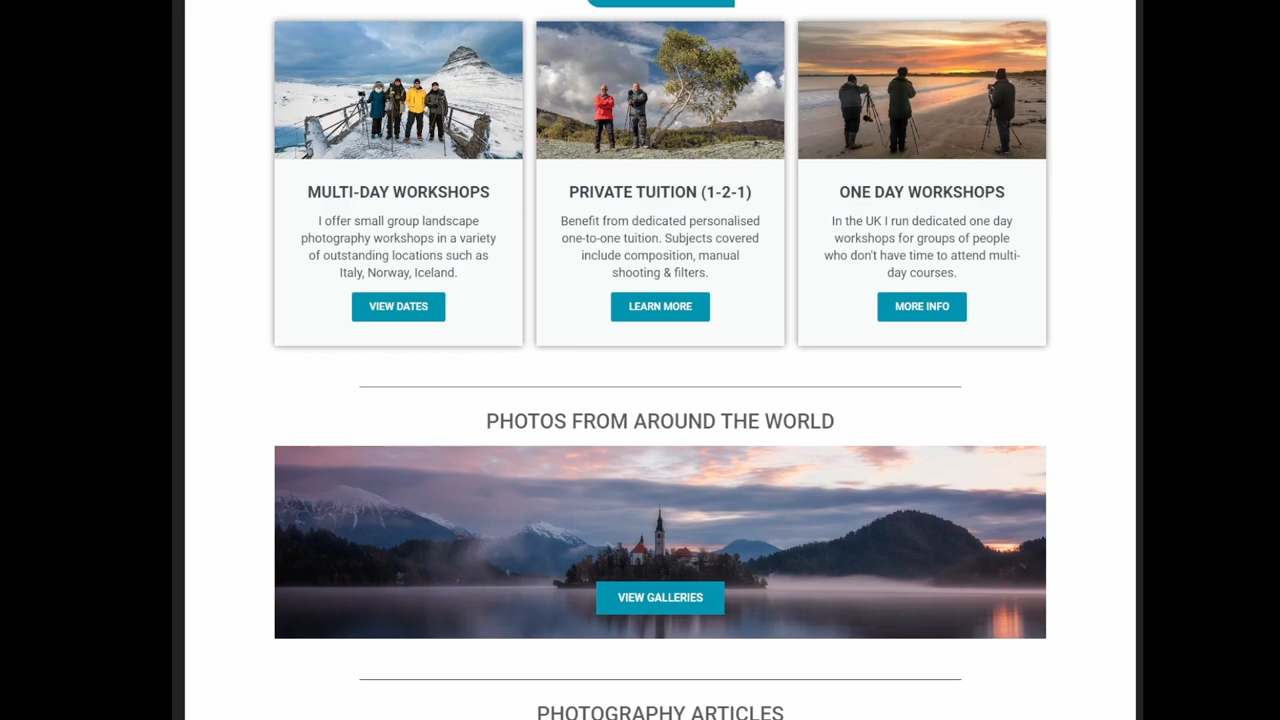 MULTI-DAY WORKSHOPS
I offer small group landscape
photography workshops in a variety
of outstanding locations such as
Italy, Norway, Iceland.
VIEW DATES
PRIVATE TUITION (1-2-1)
Benefit from dedicated personalised
one-to-one tuition. Subjects covered
include composition, manual
shooting & filters.
LEARN MORE
ONE DAY WORKSHOPS
In the UK I run dedicated one day
workshops for groups of people
who don't have time to attend multi-
day courses.
MORE INFO
PHOTOS FROM AROUND THE WORLD
VIEW GALLERIES
PHOTOGRAPHY ARTICLES